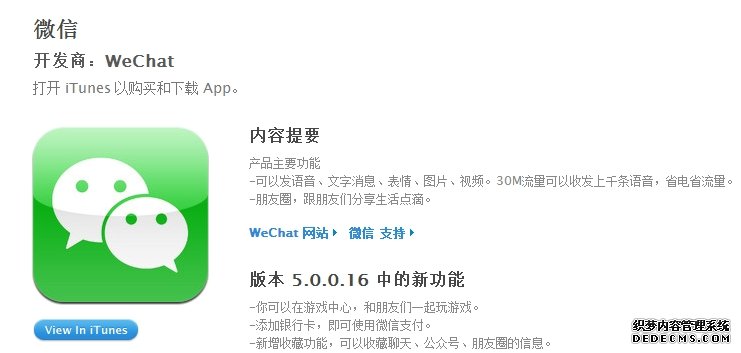 微信
开发商：WeChat
打开 iTunes 以购买和下载 App。
内容提要
产品主要功能
-可以发语音、文字消息、表情、图片、视频。30M流量可以收发上千条语音，省电省流量。
-朋友圈，跟朋友们分享生活点滴。
WeChat 网站 微信 支持
版本 5.0.0.16 中的新功能
-你可以在游戏中心，和朋友们一起玩游戏。
-添加银行卡，即可使用微信支付。
-新增收藏功能，可以收藏聊天、公众号、朋友圈的信息。
View In iTunes
织梦内容管理系统
DEDECMS.COM